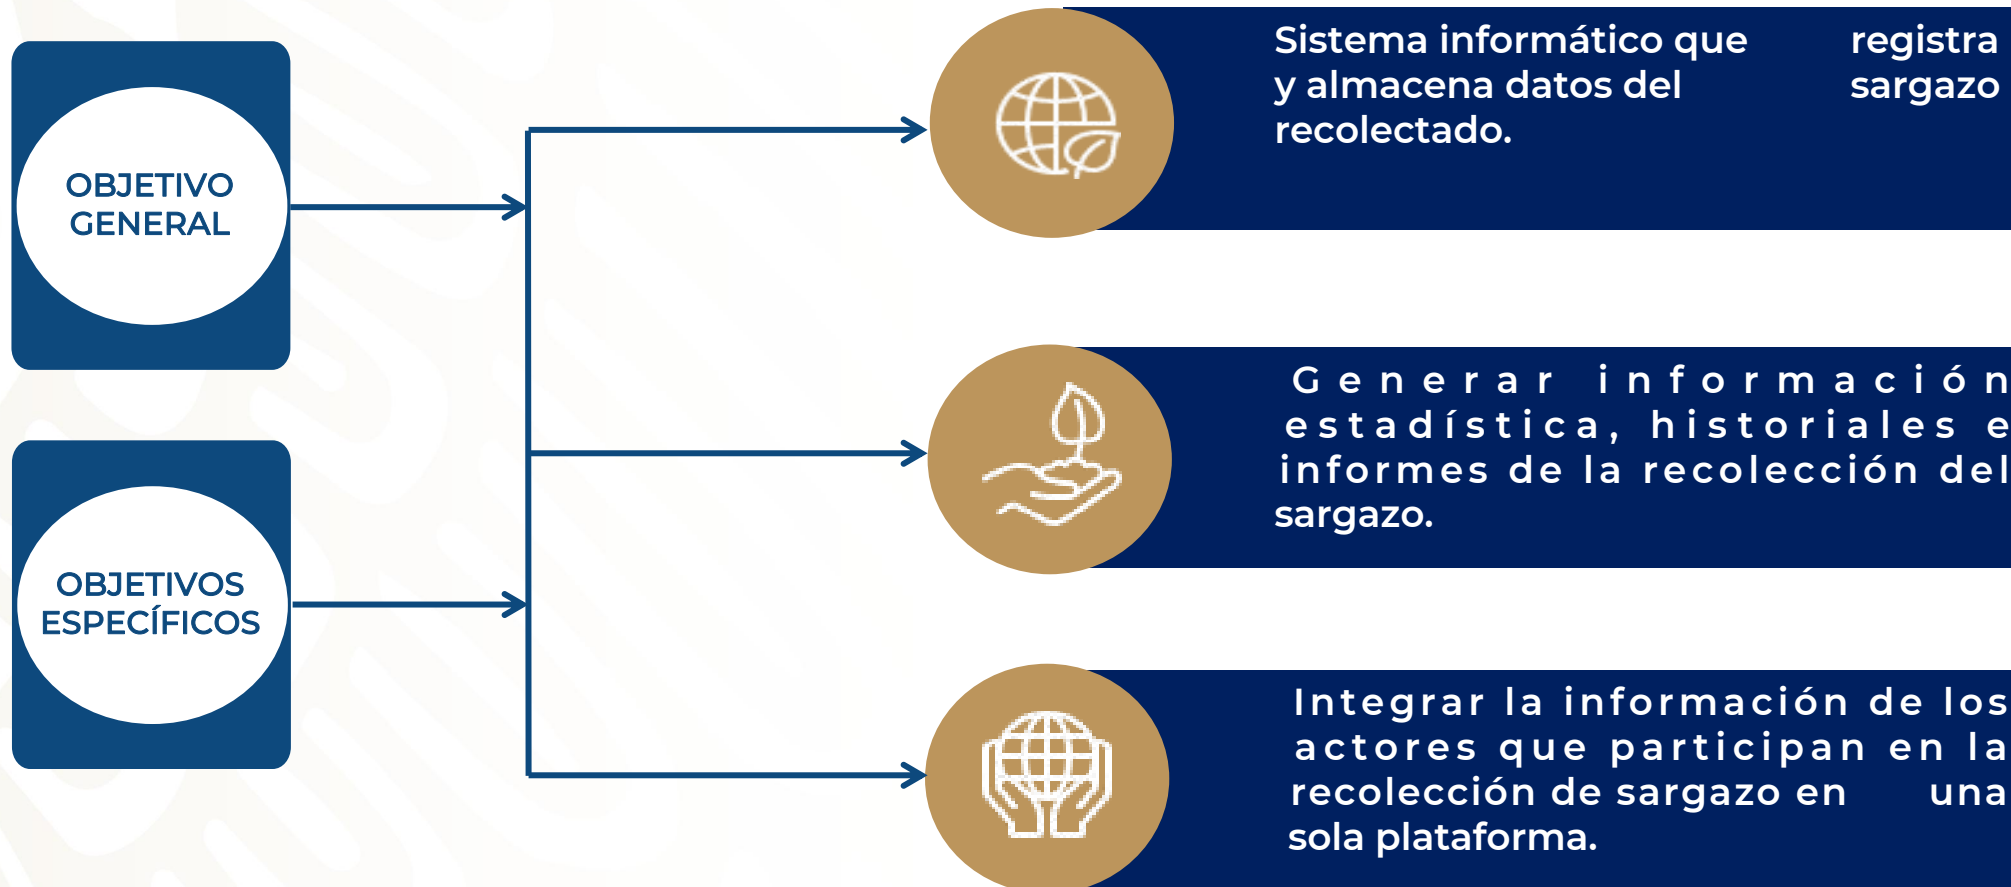 OBJETIVO
GENERAL
OBJETIVOS
ESPECÍFICOS
Sistema informático que registra
y almacena datos del sargazo
recolectado.
Generar información
estadística, historiales e
informes de la recolección del
sargazo.
Integrar la información de los
actores que participan en la
recolección de sargazo en una
sola plataforma.